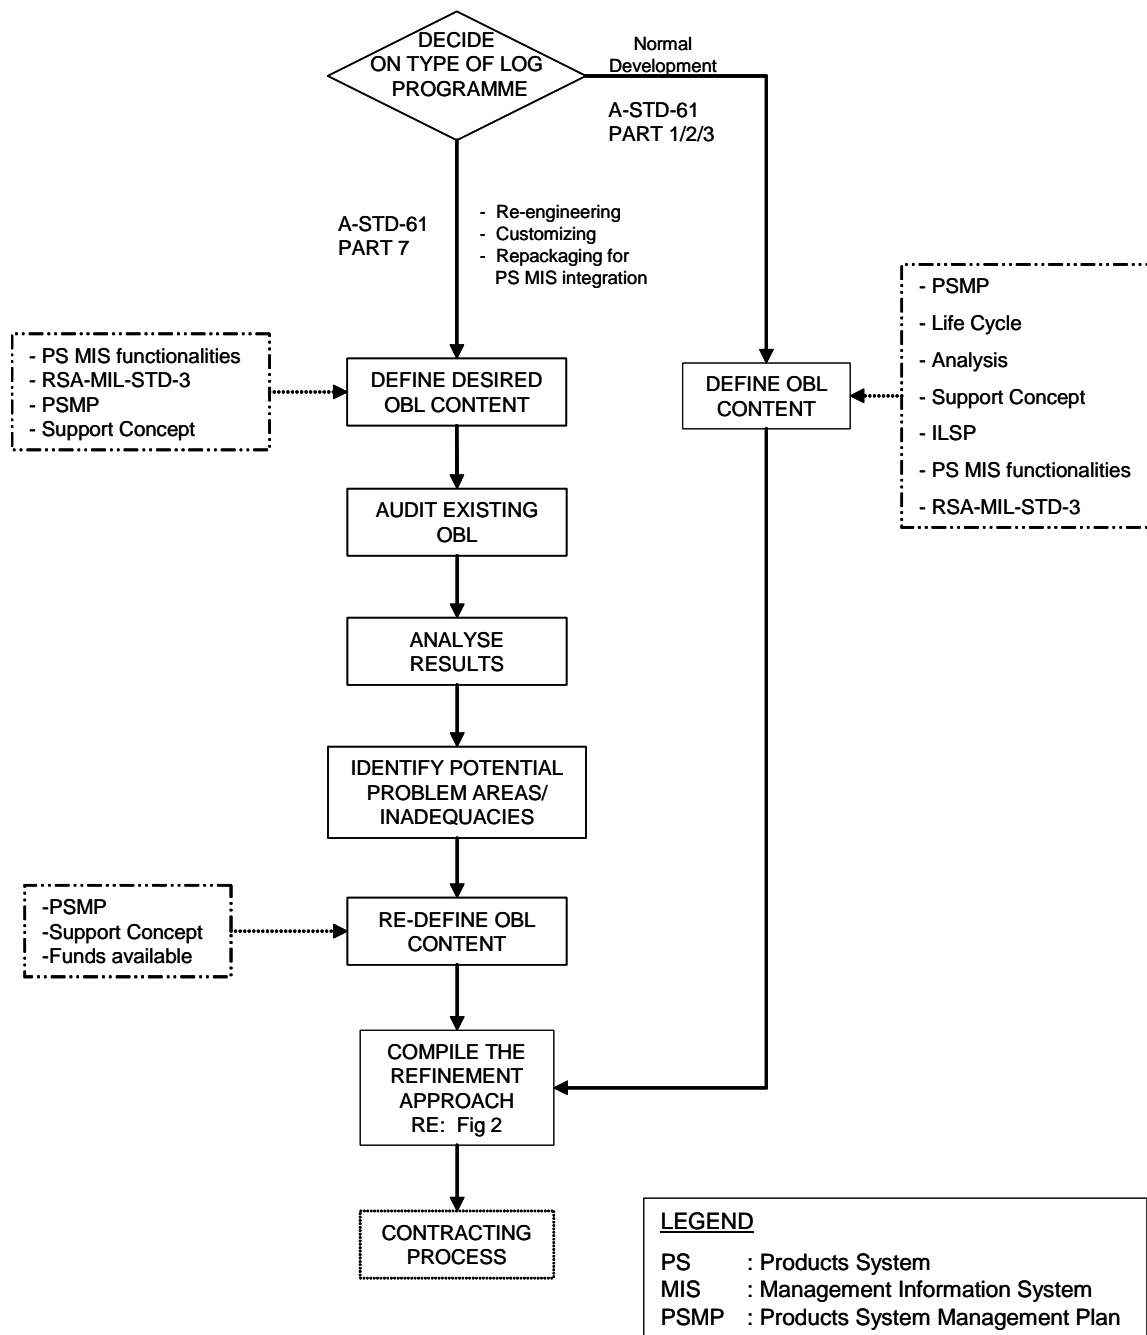 DECIDE
ON TYPE OF LOG
PROGRAMME
Normal
Development
A-STD-61
PART 1/2/3
A-STD-61
PART 7
- Re-engineering
- Customizing
- Repackaging for
PS MIS integration
- PS MIS functionalities
- RSA-MIL-STD-3
- PSMP
- Support Concept
DEFINE DESIRED
OBL CONTENT
DEFINE OBL
CONTENT
- PSMP
- Life Cycle
- Analysis
- Support Concept
- ILSP
- PS MIS functionalities
- RSA-MIL-STD-3
AUDIT EXISTING
OBL
ANALYSE
RESULTS
IDENTIFY POTENTIAL
PROBLEM AREAS/
INADEQUACIES
-PSMP
-Support Concept
-Funds available
RE-DEFINE OBL
CONTENT
COMPILE THE
REFINEMENT
APPROACH
RE: Fig 2
CONTRACTING
PROCESS
LEGEND
PS : Products System
MIS : Management Information System
PSMP : Products System Management Plan